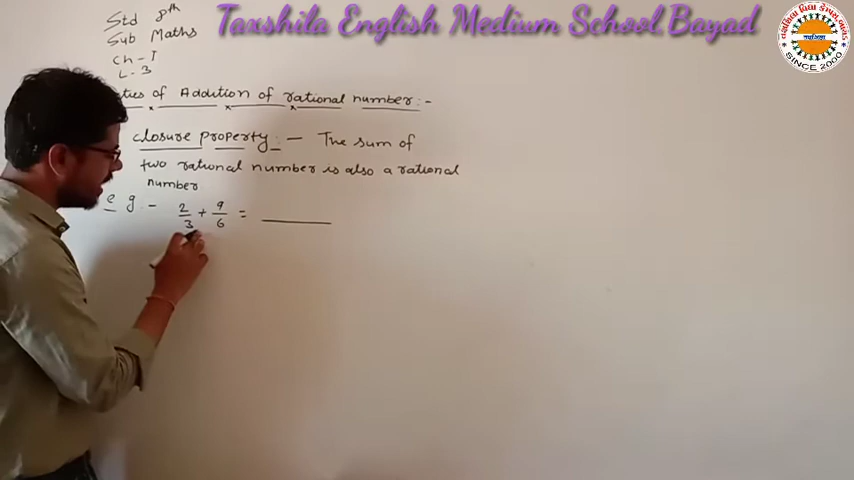 Taxshila English Medium School Bayad
Std 8th
Sub Maths
Ch - I
L - 3
of Addition of rational number :-
closure property :- The sum of
two rational number is also a rational
number
e g - 2/3 + 9/6 =
SINCE 2000